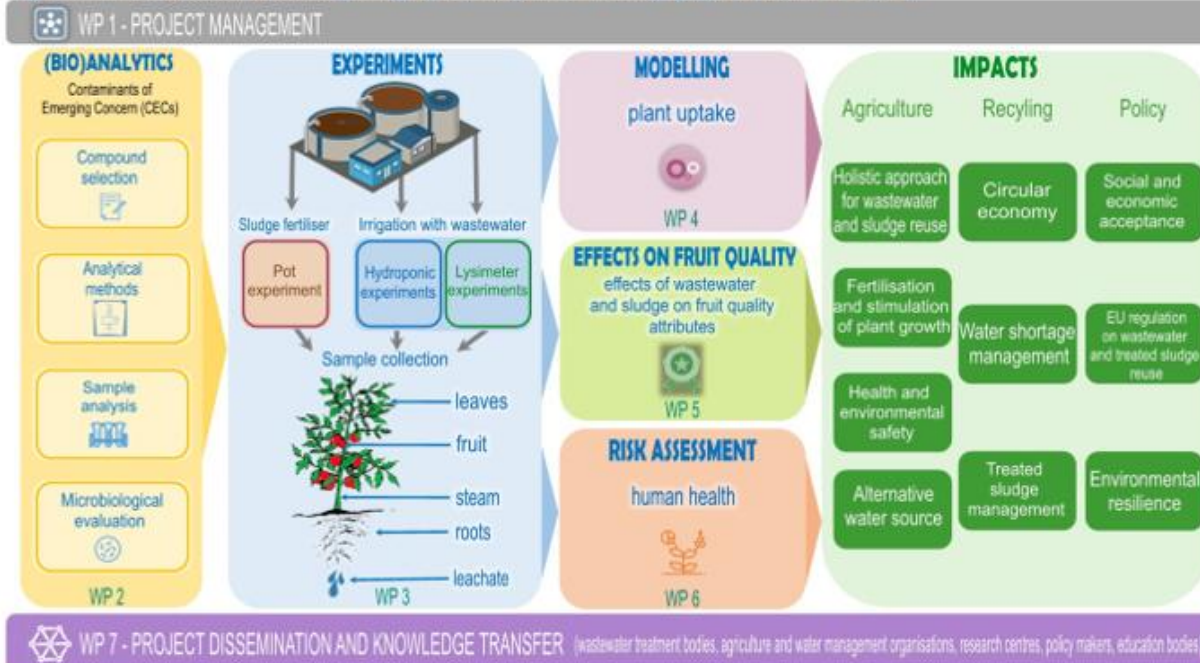 WP 1 - PROJECT MANAGEMENT
(BIO)ANALYTICS
Contaminants of
Emerging Concern (CECs)
Compound
selection
Analytical
methods
Sample
analysis
Microbiological
evaluation
WP 2
EXPERIMENTS
Sludge fertiliser
Irrigation with wastewater
Pot
experiment
Hydroponic
experiments
Lysimeter
experiments
Sample collection
leaves
fruit
steam
roots
leachate
WP 3
MODELLING
plant uptake
WP 4
EFFECTS ON FRUIT QUALITY
effects of wastewater
and sludge on fruit quality
attributes
WP 5
RISK ASSESSMENT
human health
WP 6
IMPACTS
Agriculture
Holistic approach
for wastewater
and sludge reuse
Fertilisation
and stimulation
of plant growth
Health and
environmental
safety
Alternative
water source
Recyling
Circular
economy
Water shortage
management
Treated
sludge
management
Policy
Social and
economic
acceptance
EU regulation
on wastewater
and treated sludge
reuse
Environmental
resilience
WP 7 - PROJECT DISSEMINATION AND KNOWLEDGE TRANSFER (wastewater treatment bodies, agriculture and water management organisations, research centres, policy makers, education bodies